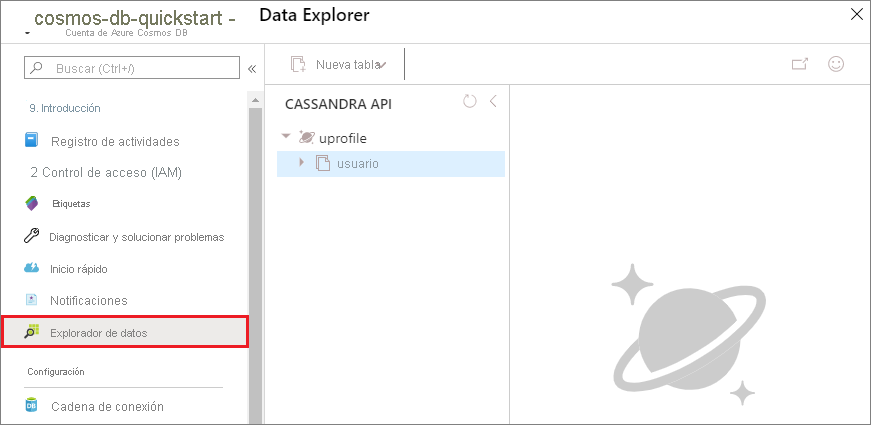 cosmos-db-quickstart -
Cuenta de Azure Cosmos DB
Data Explorer
Buscar (Ctrl+/)
«
9. Introducción
Registro de actividades
2 Control de acceso (IAM)
Etiquetas
Diagnosticar y solucionar problemas
Inicio rápido
Notificaciones
Explorador de datos
Configuración
DB
Cadena de conexión
Nueva tabla
CASSANDRA API
uprofile
usuario